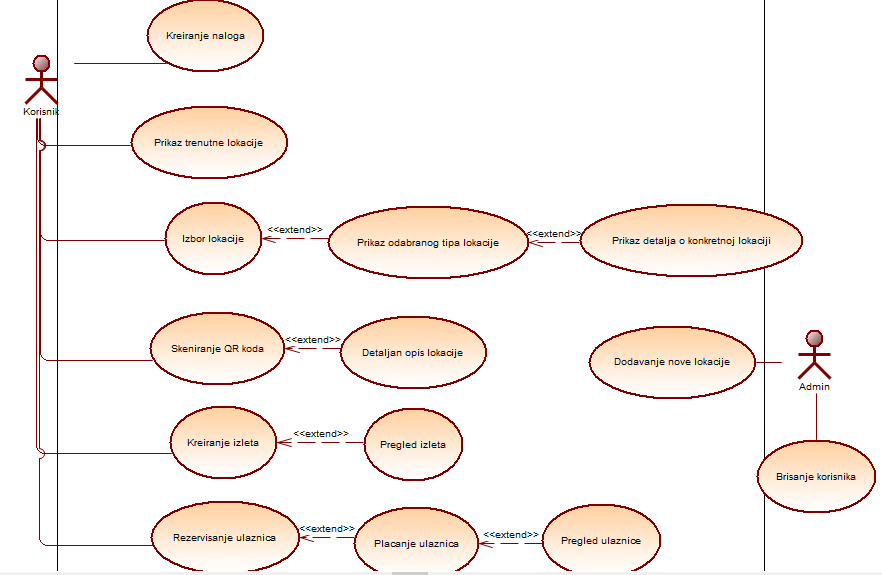 Kreiranje naloga
Korisnik
Prikaz trenutne lokacije
Izbor lokacije
<<extend>>
Prikaz odabranog tipa lokacije
<<extend>>
Prikaz detalja o konkretnoj lokaciji
Skeniranje QR koda
<<extend>>
Detaljan opis lokacije
Dodavanje nove lokacije
Admin
Kreiranje izleta
<<extend>>
Pregled izleta
Brisanje korisnika
Rezervisanje ulaznica
<<extend>>
Placanje ulaznica
<<extend>>
Pregled ulaznice